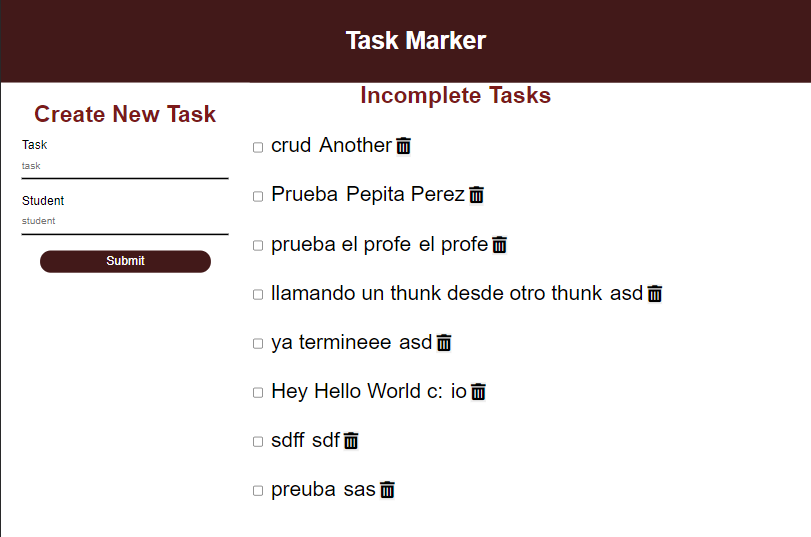 Task Marker
Create New Task
Task
task
Student
student
Submit
Incomplete Tasks
crud Another
Prueba Pepita Perez
prueba el profe el profe
llamando un thunk desde otro thunk asd
ya termineee asd
Hey Hello World c: io
sdff sdf
preuba sas